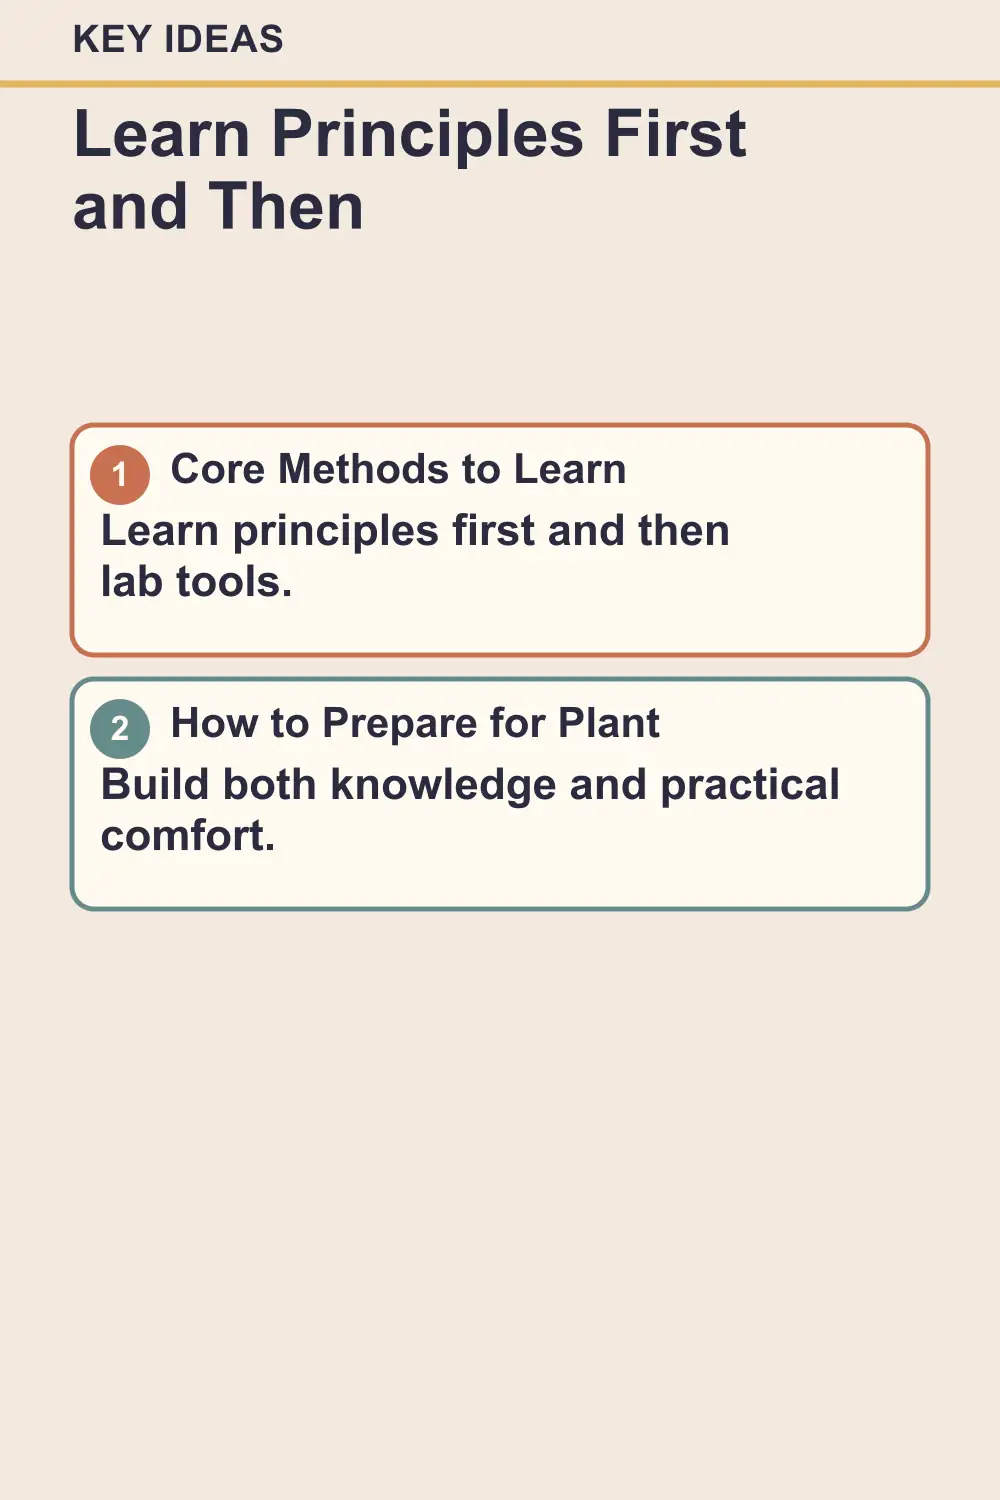 KEY IDEAS
Learn Principles First
and Then
1 Core Methods to Learn
Learn principles first and then
lab tools.
2 How to Prepare for Plant
Build both knowledge and practical
comfort.